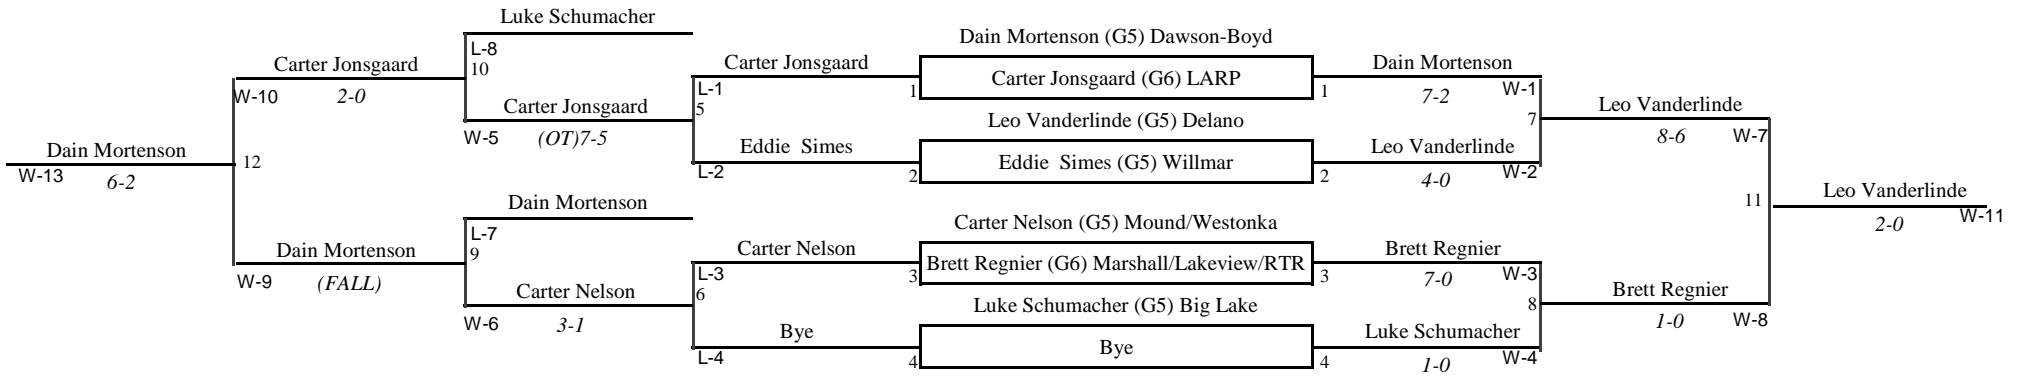 Luke Schumacher
L-8
10
Carter Jonsgaard
W-10
2-0
Carter Jonsgaard
W-5
(OT)7-5
Dain Mortenson
W-13
6-2
12
Dain Mortenson
L-7
9
Dain Mortenson
W-9
(FALL)
Carter Nelson
W-6
3-1
Carter Jonsgaard
L-1
1
5
Eddie  Simes
L-2
2
Carter Nelson
L-3
3
6
Bye
L-4
4
Dain Mortenson (G5) Dawson-Boyd
Carter Jonsgaard (G6) LARP
Leo Vanderlinde (G5) Delano
Eddie  Simes (G5) Willmar
Carter Nelson (G5) Mound/Westonka
Brett Regnier (G6) Marshall/Lakeview/RTR
Luke Schumacher (G5) Big Lake
Bye
Dain Mortenson
1
7-2
W-1
7
Leo Vanderlinde
2
4-0
W-2
Brett Regnier
3
7-0
W-3
8
Luke Schumacher
4
1-0
W-4
Leo Vanderlinde
8-6
W-7
11
Brett Regnier
1-0
W-8
Leo Vanderlinde
2-0
W-11